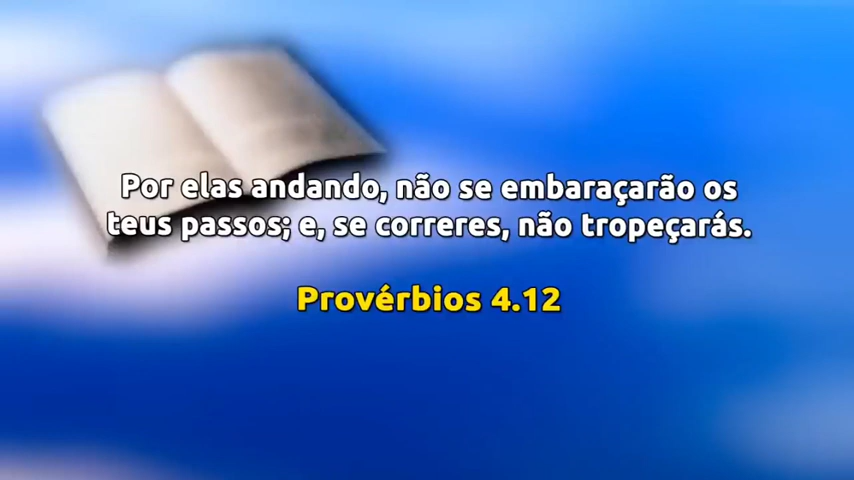 Por elas andando, não se embaraçarão os
teus passos; e, se correres, não tropeçarás.
Provérbios 4.12